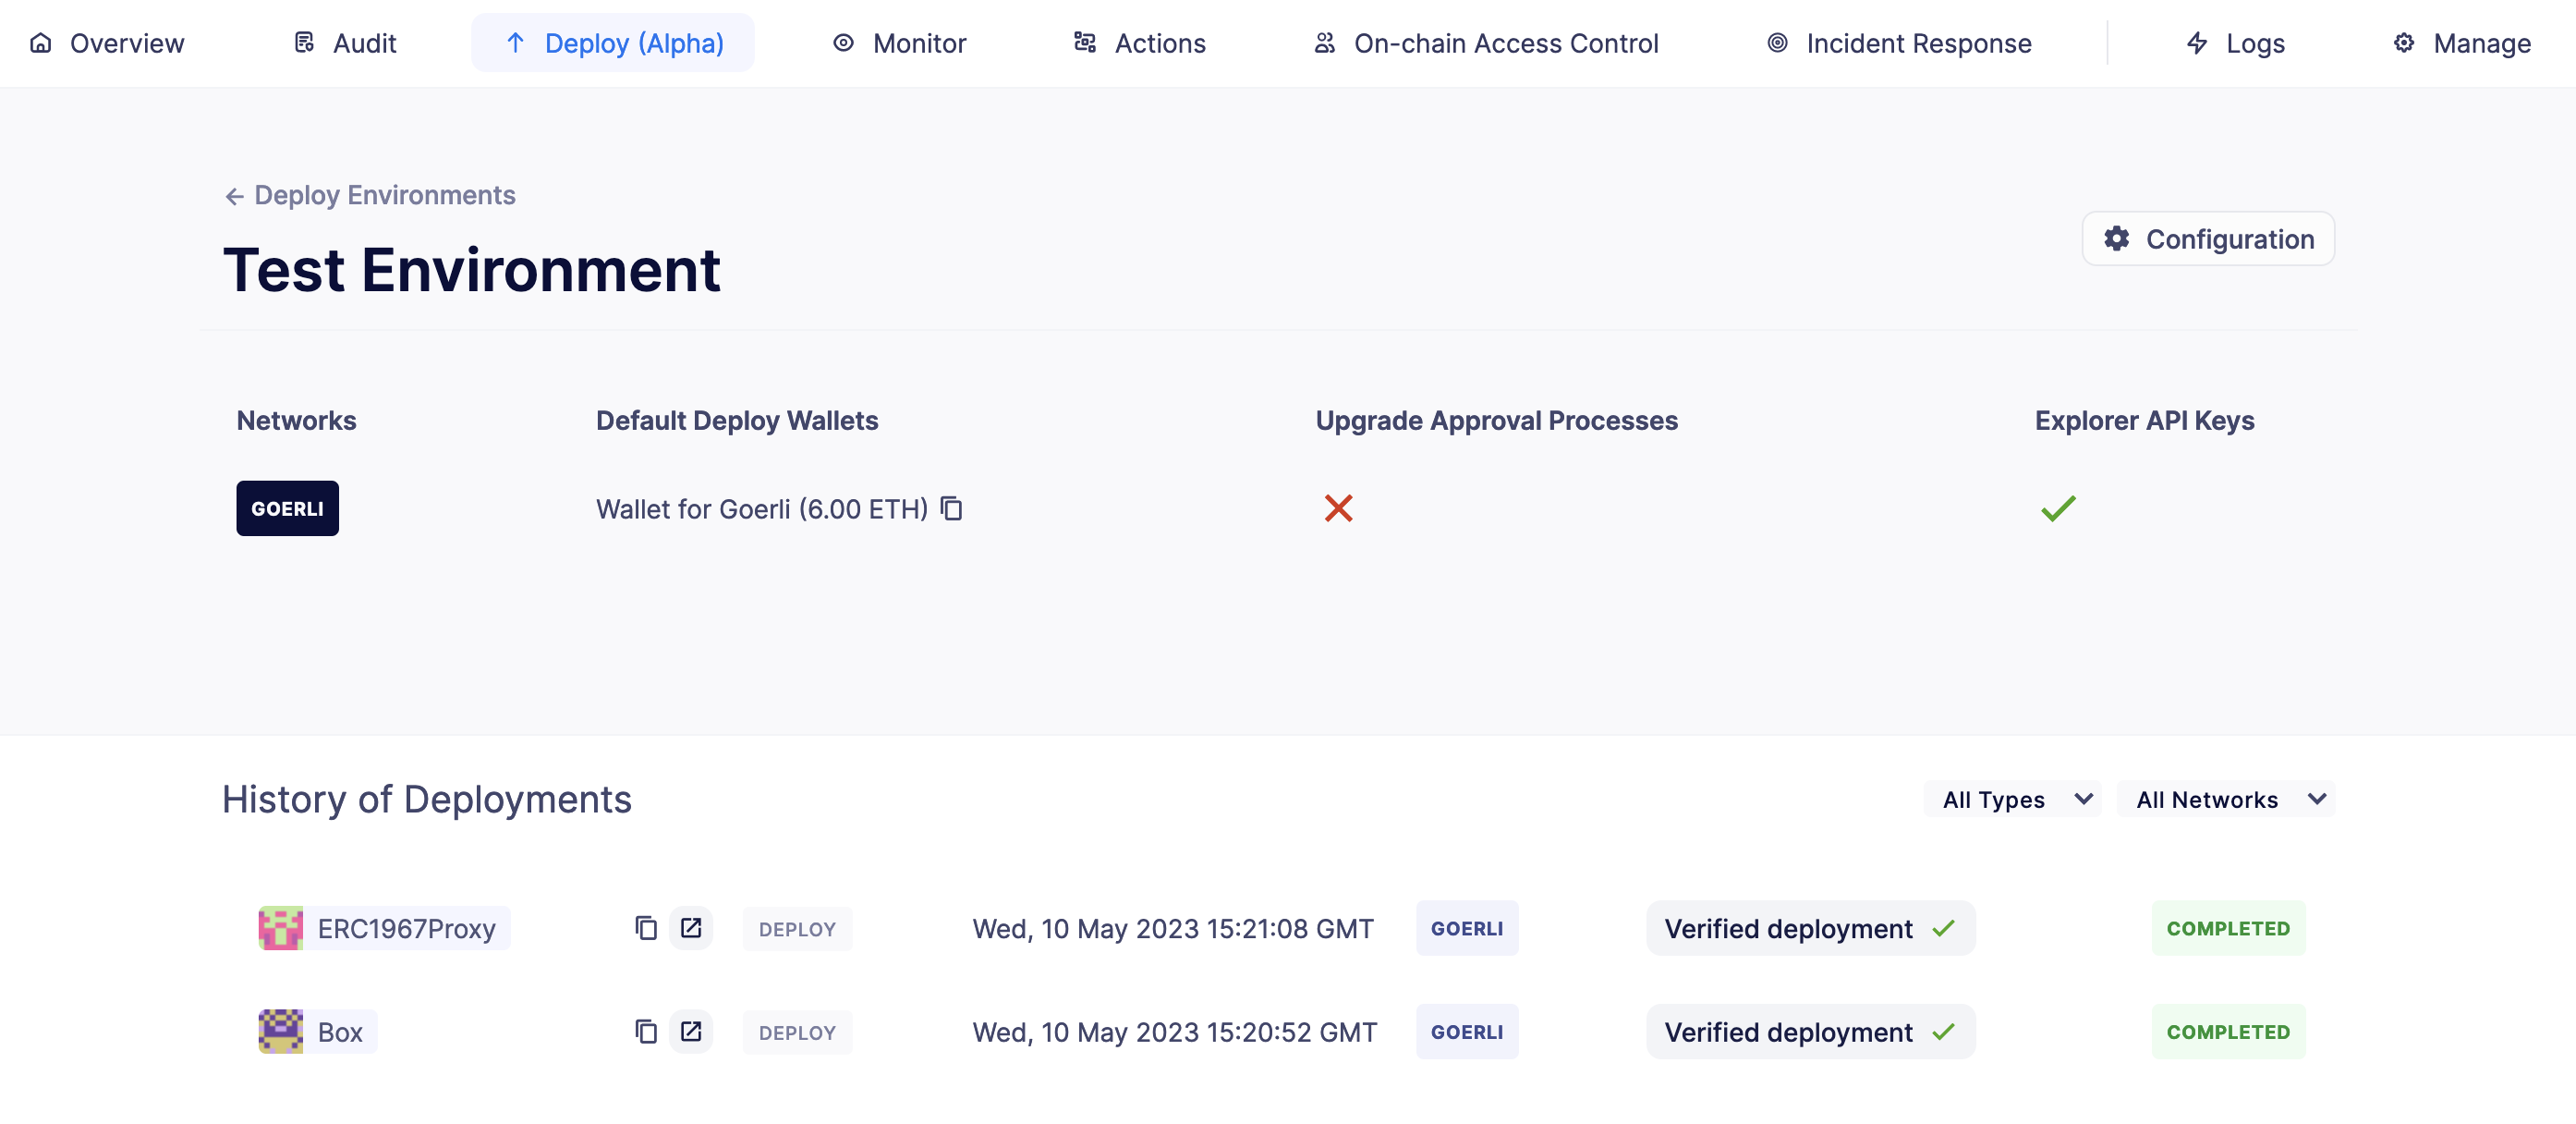 Overview Audit Deploy (Alpha) Monitor Actions On-chain Access Control Incident Response Logs Manage
Deploy Environments
Configuration
Test Environment
Networks Default Deploy Wallets Upgrade Approval Processes Explorer API Keys
GOERLI Wallet for Goerli (6.00 ETH)
History of Deployments All Types All Networks
ERC1967Proxy DEPLOY Wed, 10 May 2023 15:21:08 GMT GOERLI Verified deployment COMPLETED
Box DEPLOY Wed, 10 May 2023 15:20:52 GMT GOERLI Verified deployment COMPLETED